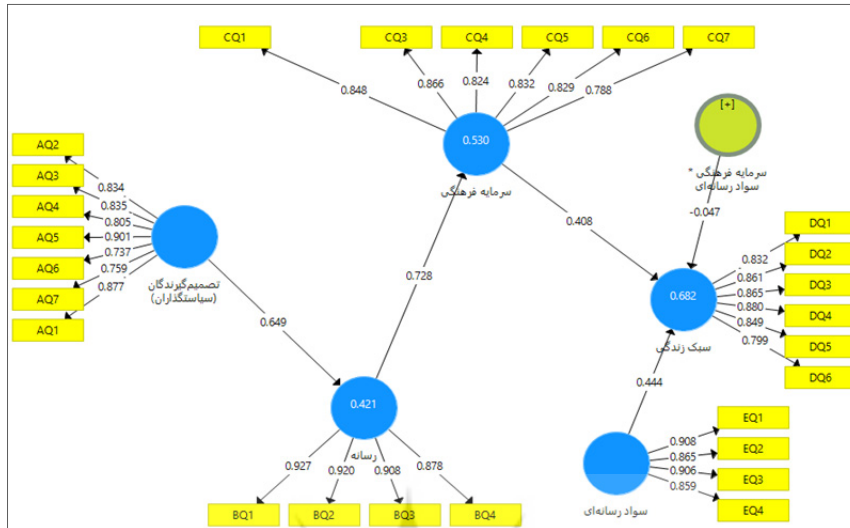 CQ1 CQ3 CQ4 CQ5 CQ6 CQ7
0.848 0.866 0.824 0.832 0.829 0.788
[+]
0.530
سرمایه فرهنگی
سرمایه فرهنگی *
سواد رسانه‌ای
AQ2
AQ3
AQ4
AQ5
AQ6
AQ7
AQ1
0.834
0.835
0.805
0.901
0.737
0.759
0.877
تصمیم‌گیرندگان
(سیاستگذاران)
0.649
0.728
0.408
-0.047
0.682
سبک زندگی
0.832
0.861
0.865
0.880
0.849
0.799
DQ1
DQ2
DQ3
DQ4
DQ5
DQ6
0.444
0.421
رسانه
0.927 0.920 0.908 0.878
BQ1 BQ2 BQ3 BQ4
سواد رسانه‌ای
0.908
0.865
0.906
0.859
EQ1
EQ2
EQ3
EQ4